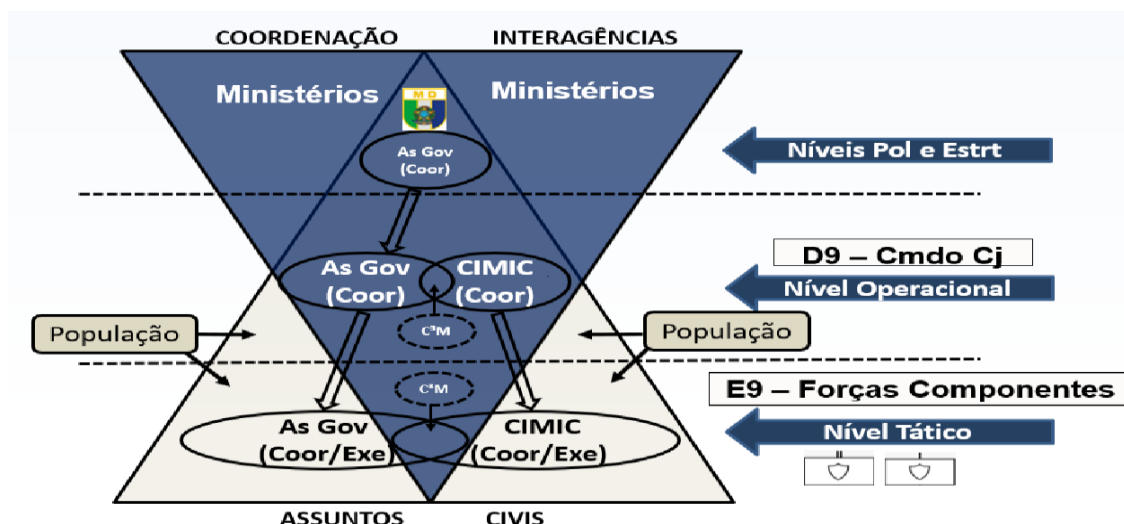 COORDENAÇÃO INTERAGÊNCIAS
Ministérios
Ministérios
M D
As Gov
(Coor)
Níveis Pol e Estrt
D9 – Cmdo Cj
As Gov
(Coor)
CIMIC
(Coor)
Nível Operacional
População
C³M
População
C³M
E9 – Forças Componentes
As Gov
(Coor/Exe)
CIMIC
(Coor/Exe)
Nível Tático
II
I
ASSUNTOS CIVIS